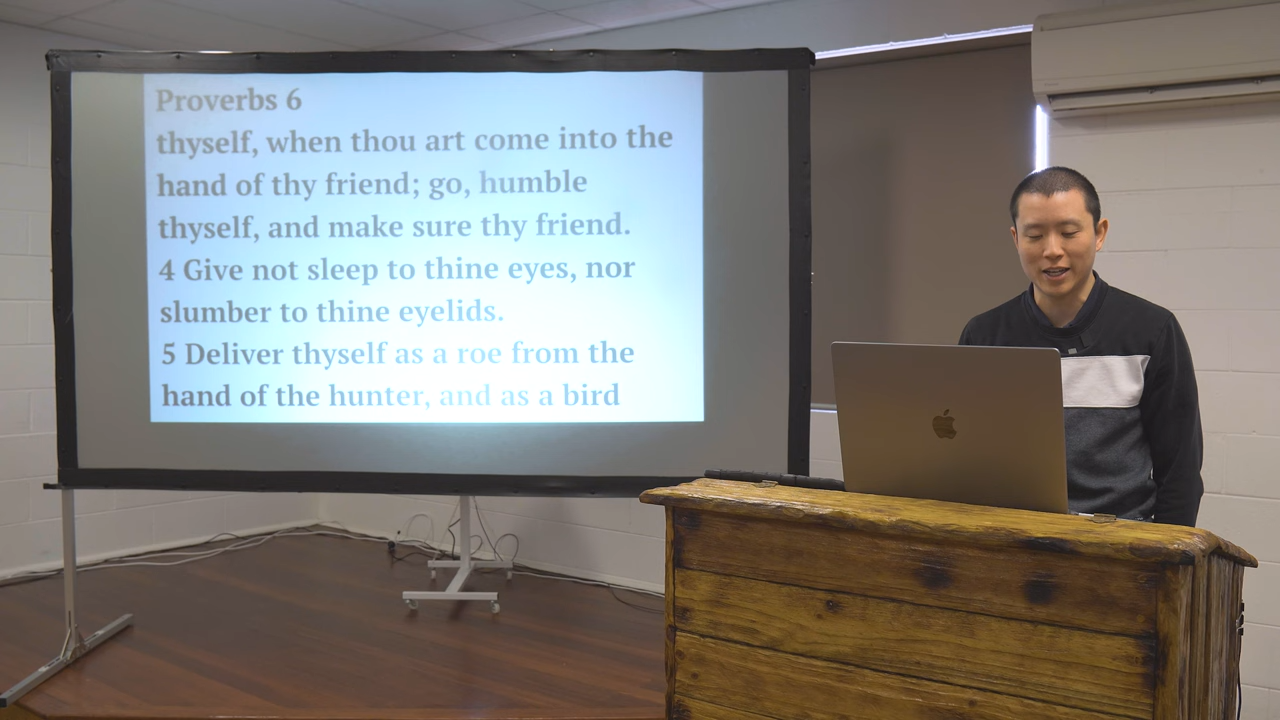 Proverbs 6
thyself, when thou art come into the
hand of thy friend; go, humble
thyself, and make sure thy friend.
4 Give not sleep to thine eyes, nor
slumber to thine eyelids.
5 Deliver thyself as a roe from the
hand of the hunter, and as a bird